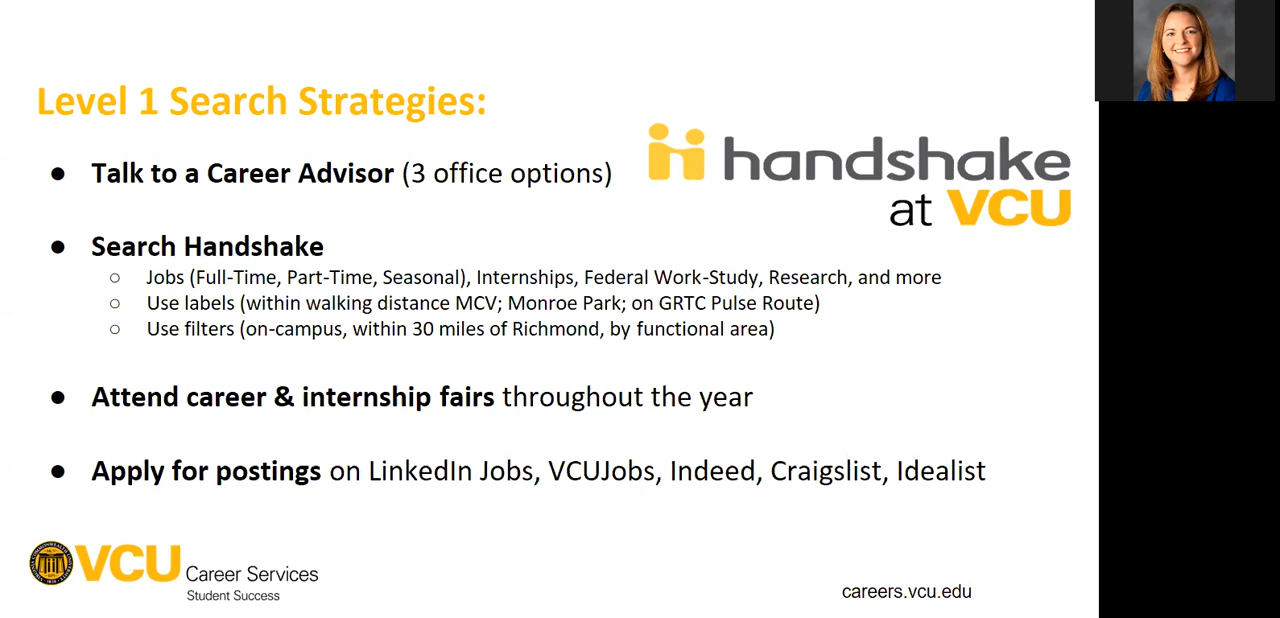 Level 1 Search Strategies:
handshake
at VCU
● Talk to a Career Advisor (3 office options)
● Search Handshake
○ Jobs (Full-Time, Part-Time, Seasonal), Internships, Federal Work-Study, Research, and more
○ Use labels (within walking distance MCV; Monroe Park; on GRTC Pulse Route)
○ Use filters (on-campus, within 30 miles of Richmond, by functional area)
● Attend career & internship fairs throughout the year
● Apply for postings on LinkedIn Jobs, VCUJobs, Indeed, Craigslist, Idealist
VCU Career Services
Student Success
careers.vcu.edu